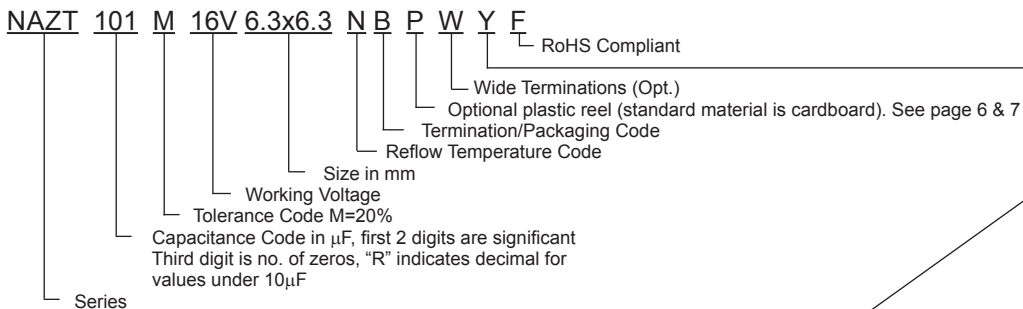 NAZT 101 M 16V 6.3x6.3 N B P W Y F
RoHS Compliant
Wide Terminations (Opt.)
Optional plastic reel (standard material is cardboard). See page 6 & 7
Termination/Packaging Code
Reflow Temperature Code
Size in mm
Working Voltage
Tolerance Code M=20%
Capacitance Code in μF, first 2 digits are significant
Third digit is no. of zeros, “R” indicates decimal for
values under 10μF
Series